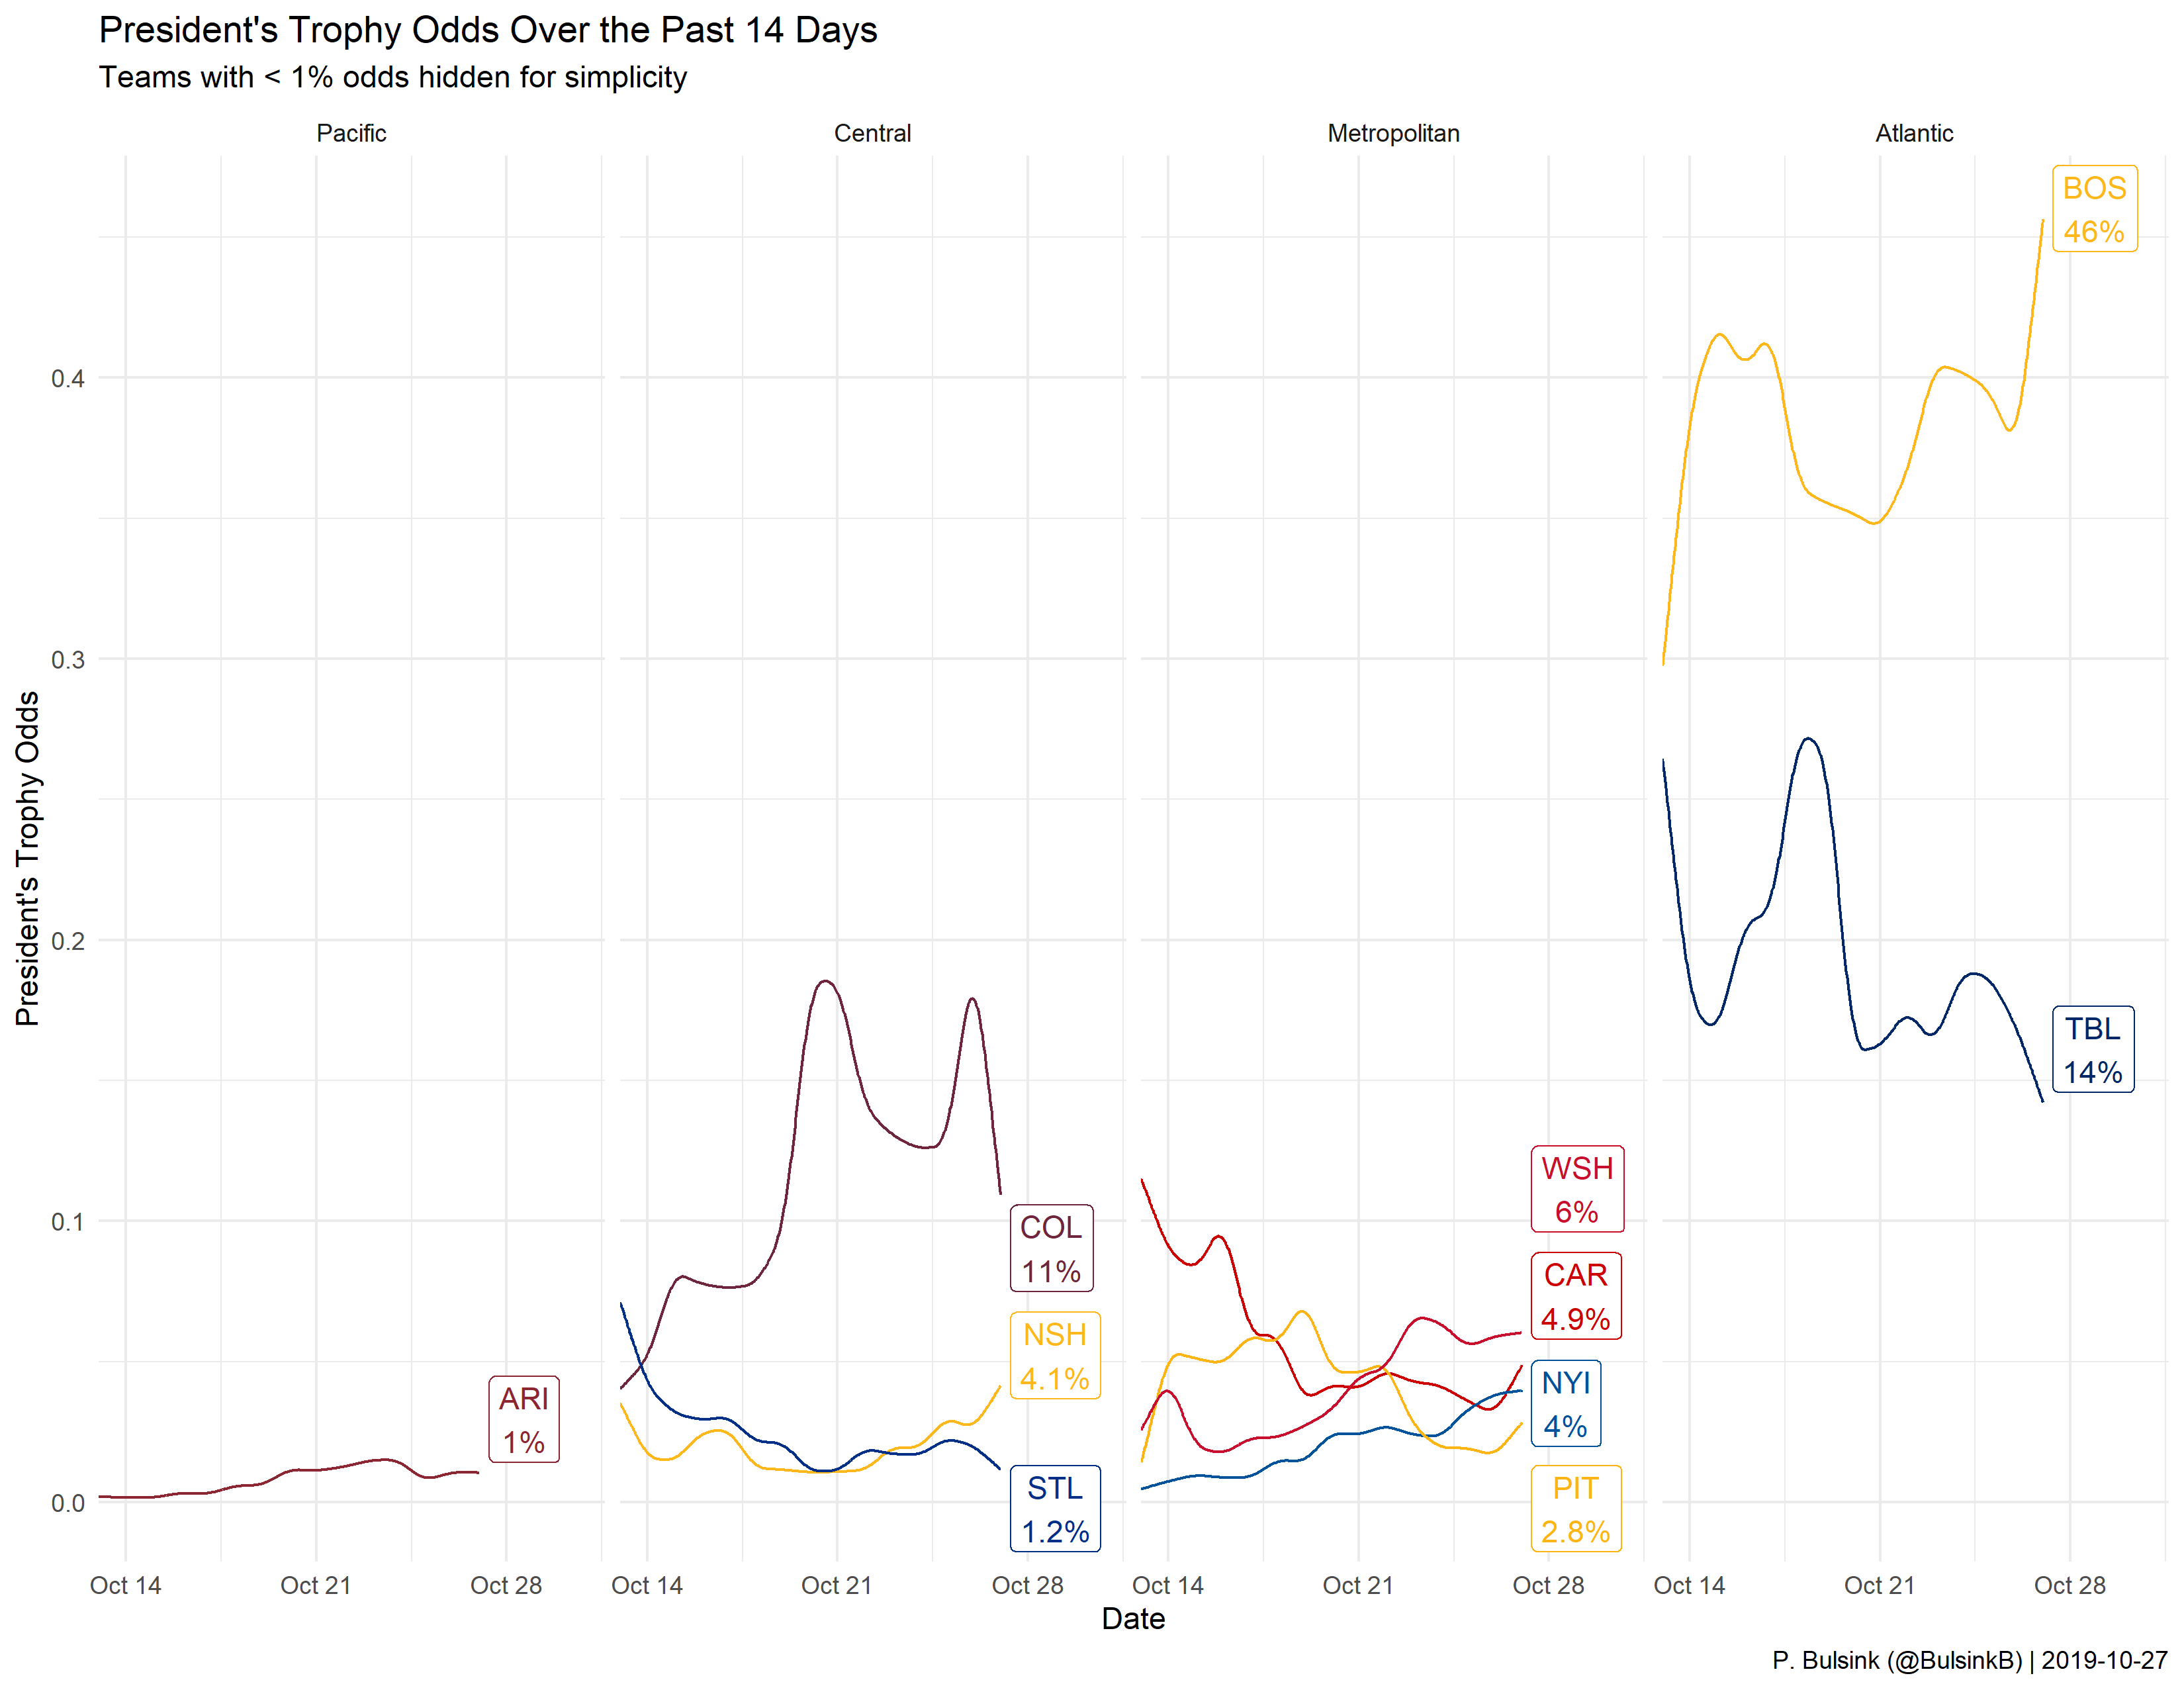 President's Trophy Odds Over the Past 14 Days
Teams with < 1% odds hidden for simplicity
Pacific
Central
Metropolitan
Atlantic
President's Trophy Odds
0.4
0.3
0.2
0.1
0.0
ARI
1%
COL
11%
NSH
4.1%
STL
1.2%
WSH
6%
CAR
4.9%
NYI
4%
PIT
2.8%
BOS
46%
TBL
14%
Oct 14
Oct 21
Oct 28
Oct 14
Oct 21
Oct 28
Oct 14
Oct 21
Oct 28
Oct 14
Oct 21
Oct 28
Date
P. Bulsink (@BulsinkB) | 2019-10-27